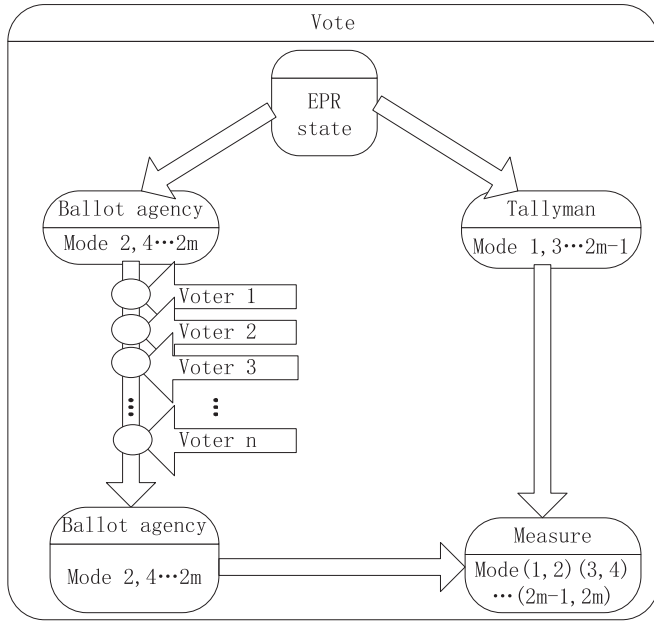 Vote
EPR
state
Ballot agency
Mode 2,4···2m
Tallyman
Mode 1,3···2m-1
Voter 1
Voter 2
Voter 3
··· ···
Voter n
Ballot agency
Mode 2,4···2m
Measure
Mode(1,2)(3,4)
···(2m-1,2m)